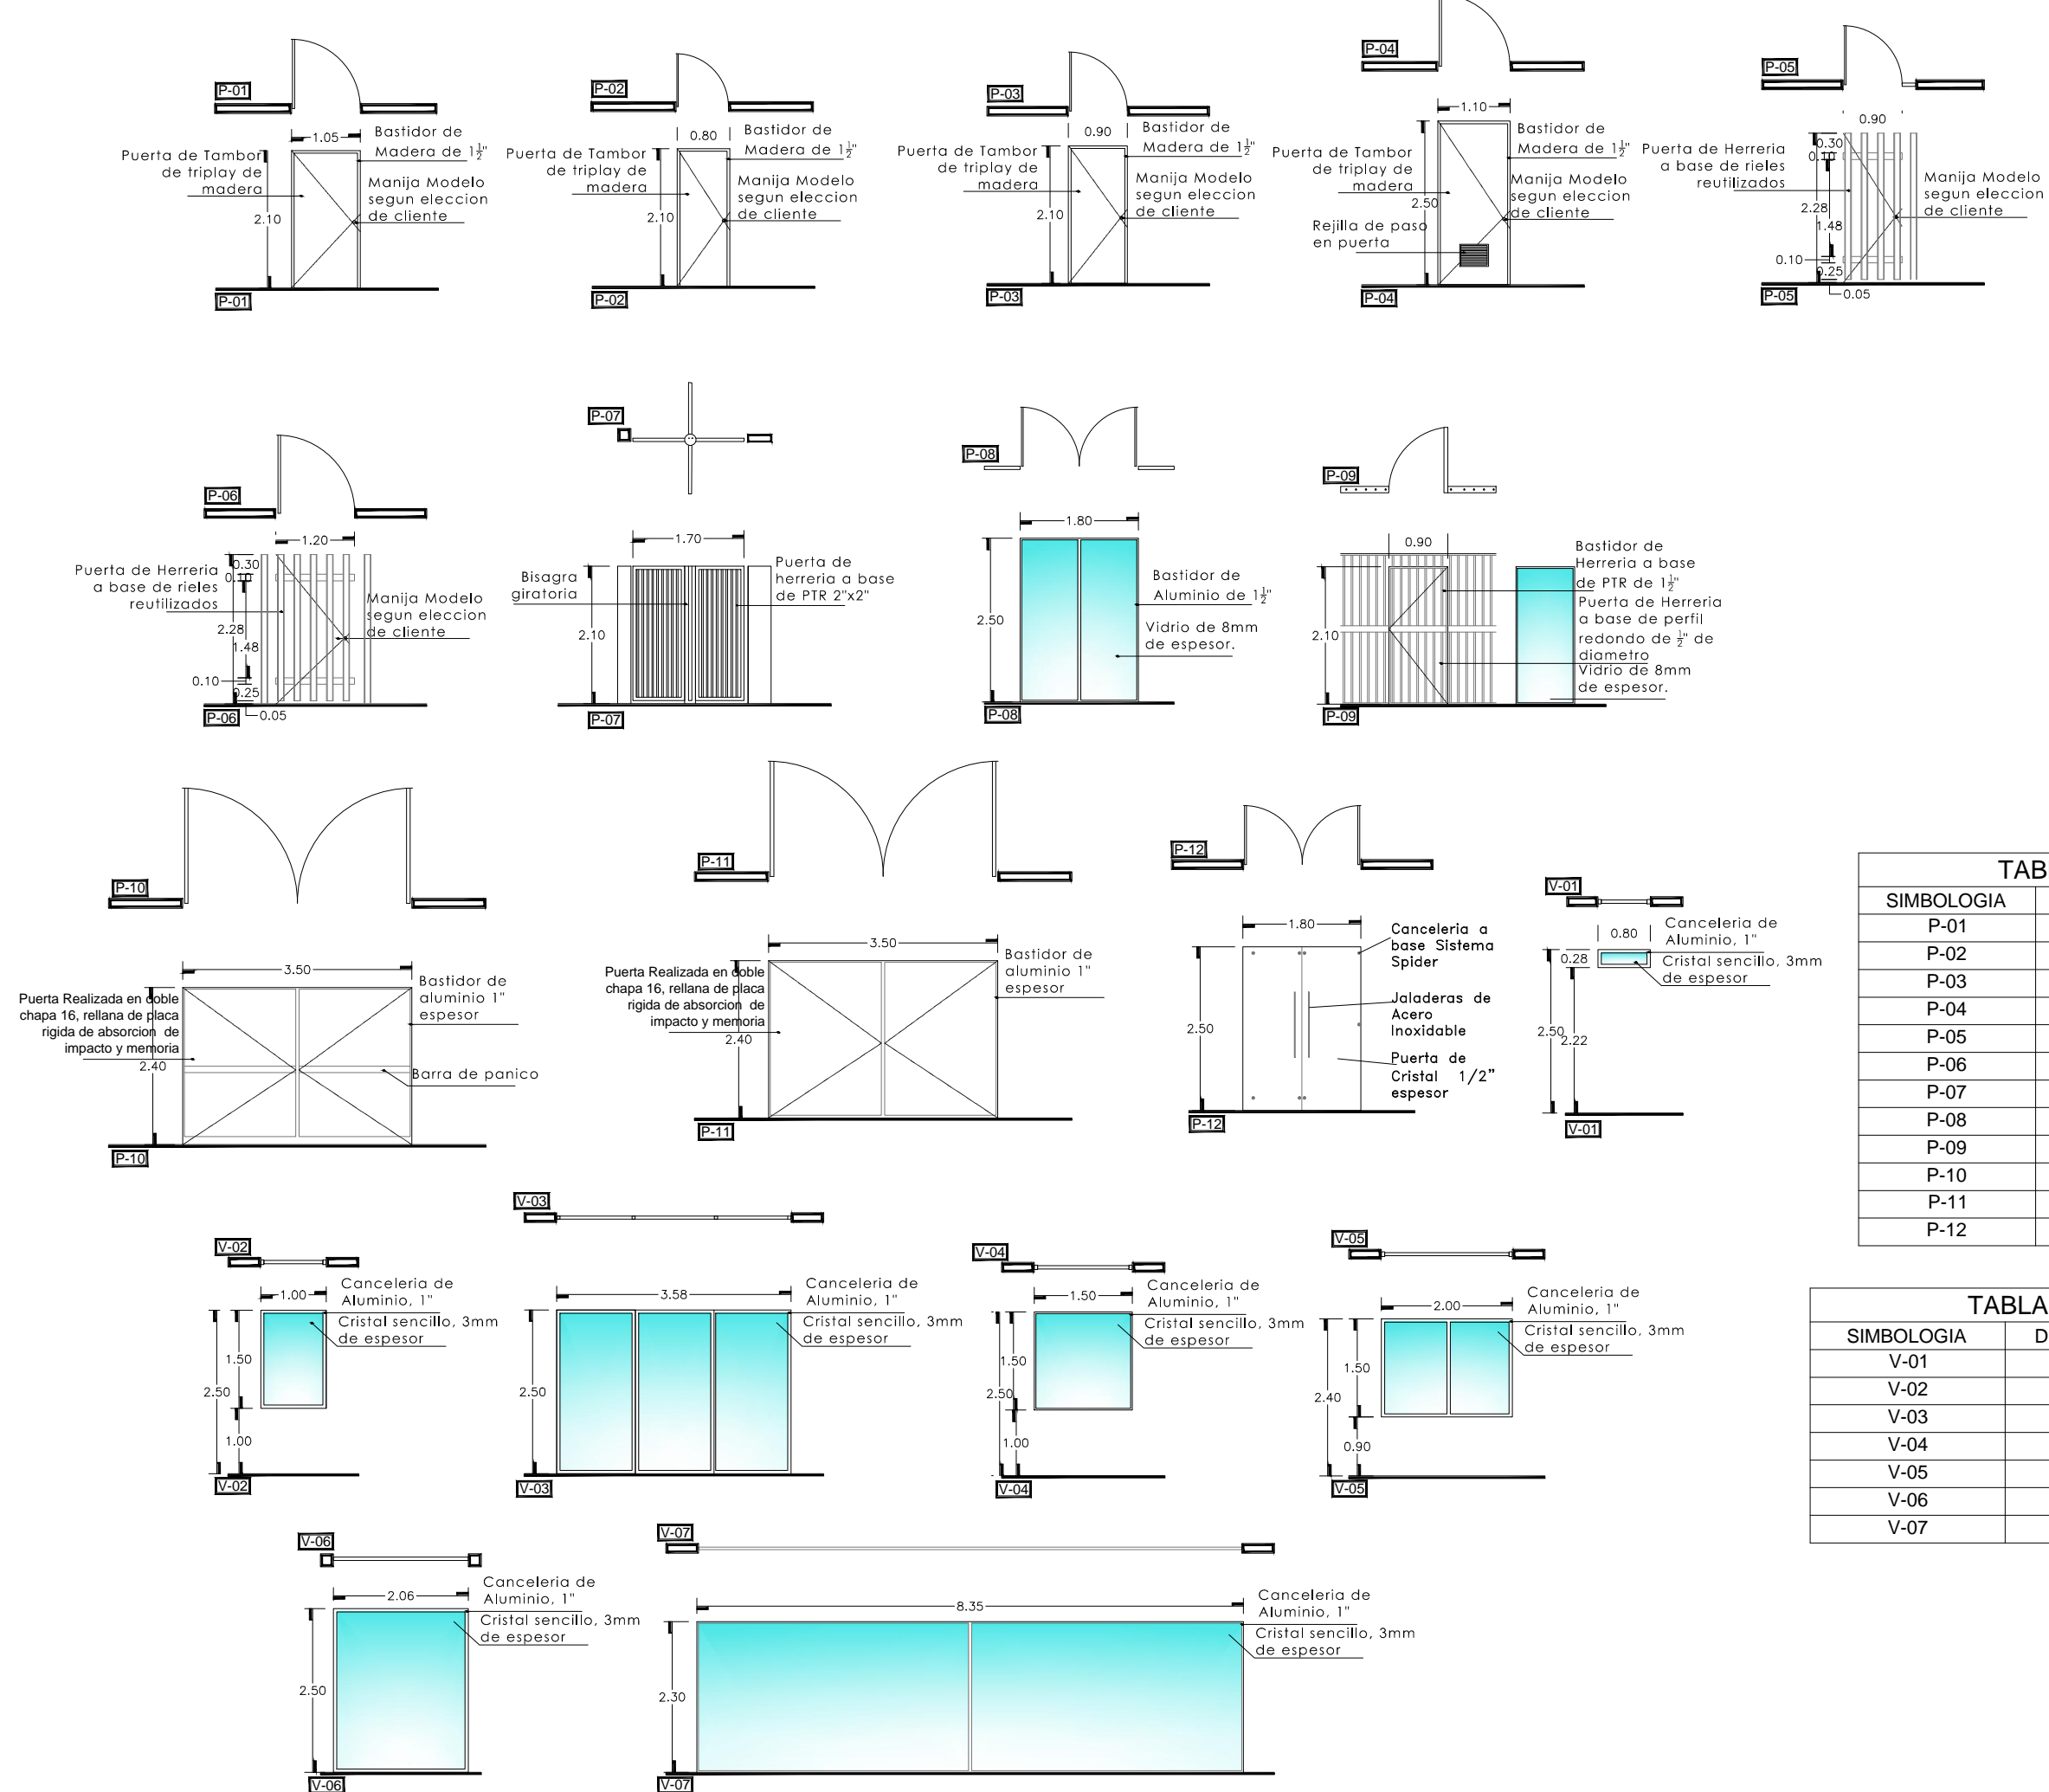 P-01
1.05
Bastidor de
Madera de 1½"
Puerta de Tambor
de triplay de
madera
Manija Modelo
segun eleccion
de cliente
2.10
P-01
P-02
0.80
Bastidor de
Madera de 1½"
Puerta de Tambor
de triplay de
madera
Manija Modelo
segun eleccion
de cliente
2.10
P-02
P-03
0.90
Bastidor de
Madera de 1½"
Puerta de Tambor
de triplay de
madera
Manija Modelo
segun eleccion
de cliente
2.10
P-03
P-04
1.10
Bastidor de
Madera de 1½"
Puerta de Tambor
de triplay de
madera
Manija Modelo
segun eleccion
de cliente
2.50
Rejilla de paso
en puerta
P-04
P-05
0.90
0.30
0.10
Puerta de Herreria
a base de rieles
reutilizados
Manija Modelo
segun eleccion
de cliente
2.28
1.48
0.10
0.25
0.05
P-05
P-06
1.20
0.30
0.10
Puerta de Herreria
a base de rieles
reutilizados
Manija Modelo
segun eleccion
de cliente
2.28
1.48
0.10
0.25
0.05
P-06
P-07
1.70
Bisagra
giratoria
Puerta de
herreria a base
de PTR 2"x2"
2.10
P-07
P-08
1.80
Bastidor de
Aluminio de 1½"
2.50
Vidrio de 8mm
de espesor.
P-08
P-09
0.90
Bastidor de
Herreria a base
de PTR de 1½"
Puerta de Herreria
a base de perfil
redondo de ½" de
diametro
Vidrio de 8mm
de espesor.
2.10
P-09
P-10
3.50
Bastidor de
aluminio 1"
espesor
Puerta Realizada en doble
chapa 16, rellana de placa
rigida de absorcion de
impacto y memoria
2.40
Barra de panico
P-10
P-11
3.50
Bastidor de
aluminio 1"
espesor
Puerta Realizada en doble
chapa 16, rellana de placa
rigida de absorcion de
impacto y memoria
2.40
P-11
P-12
1.80
Canceleria a
base Sistema
Spider
Jaladeras de
Acero
Inoxidable
2.50
Puerta de
Cristal 1/2"
espesor
P-12
V-01
0.80
Canceleria de
Aluminio, 1"
0.28
Cristal sencillo, 3mm
de espesor
2.50
2.22
V-01
TAB
SIMBOLOGIA
P-01
P-02
P-03
P-04
P-05
P-06
P-07
P-08
P-09
P-10
P-11
P-12
V-02
1.00
Canceleria de
Aluminio, 1"
Cristal sencillo, 3mm
de espesor
1.50
2.50
1.00
V-02
V-03
3.58
Canceleria de
Aluminio, 1"
Cristal sencillo, 3mm
de espesor
2.50
V-03
V-04
1.50
Canceleria de
Aluminio, 1"
Cristal sencillo, 3mm
de espesor
1.50
2.50
1.00
V-04
V-05
2.00
Canceleria de
Aluminio, 1"
Cristal sencillo, 3mm
de espesor
1.50
2.40
0.90
V-05
TABLA
SIMBOLOGIA D
V-01
V-02
V-03
V-04
V-05
V-06
V-07
V-06
2.06
Canceleria de
Aluminio, 1"
Cristal sencillo, 3mm
de espesor
2.50
V-06
V-07
8.35
Canceleria de
Aluminio, 1"
Cristal sencillo, 3mm
de espesor
2.30
V-07